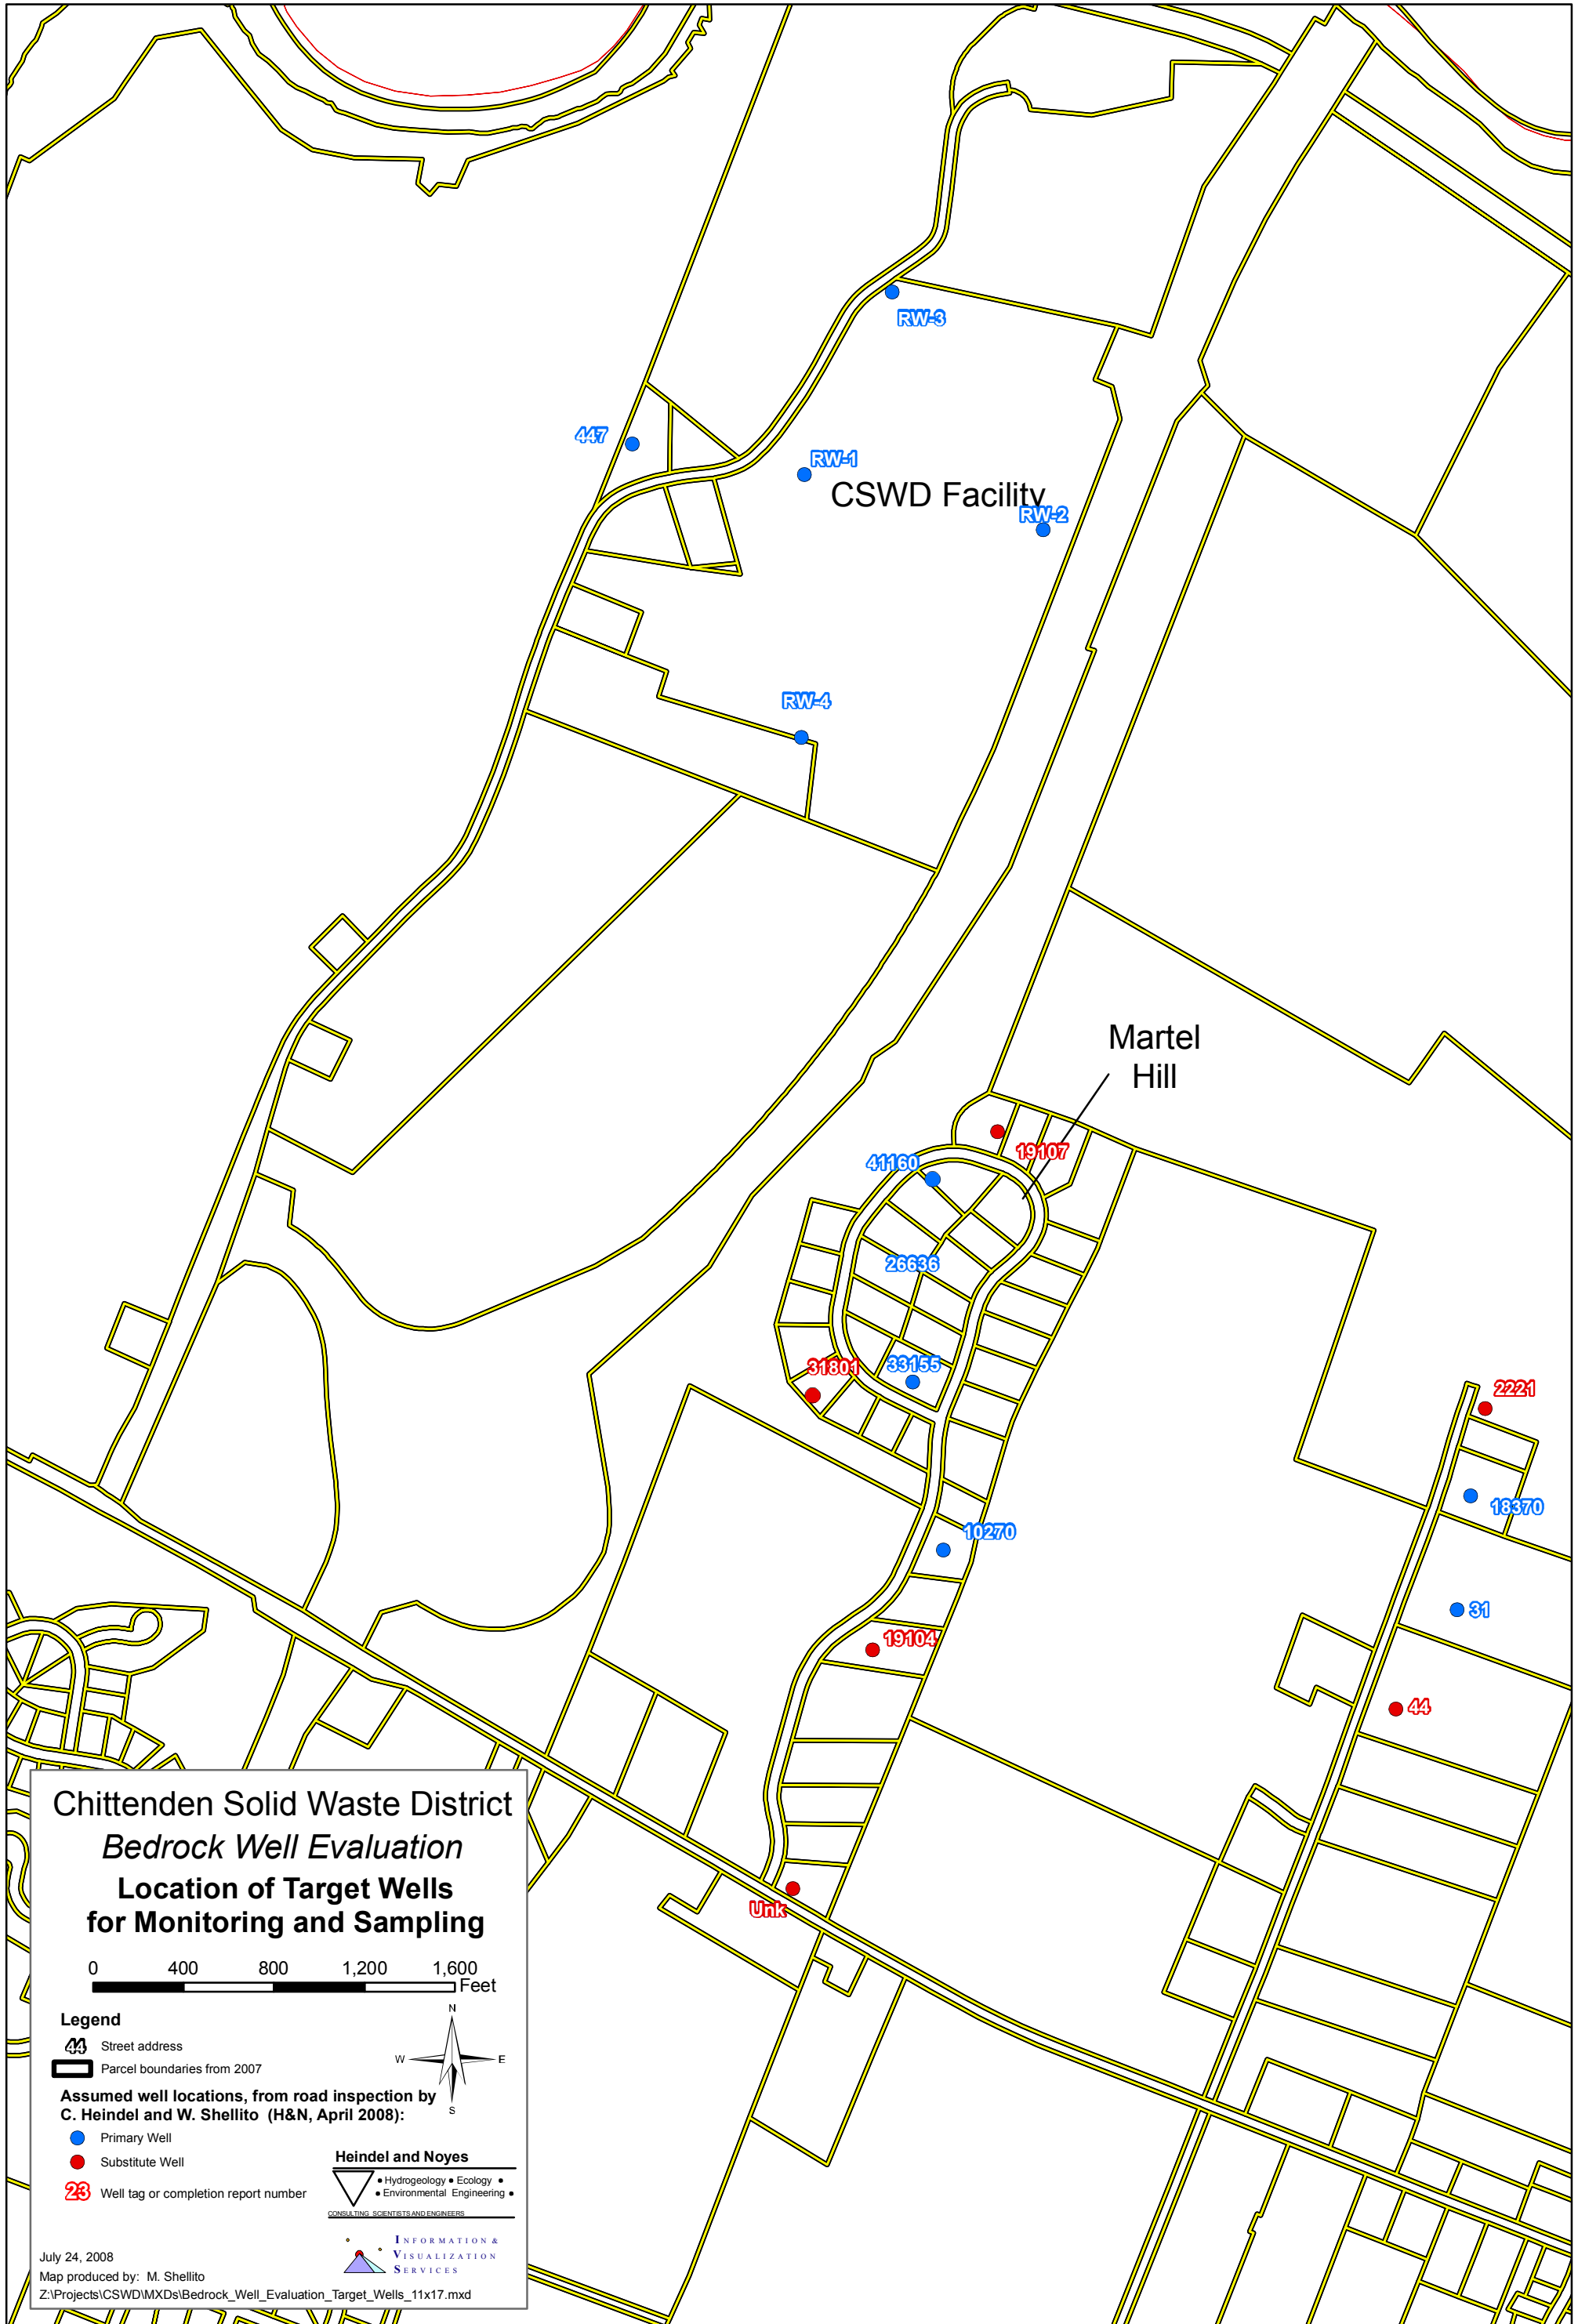 RW-3
447
RW-1
CSWD Facility
RW-2
RW-4
Martel
Hill
19107
41160
26636
31801
33155
2221
18370
10270
31
19104
44
Unk
Chittenden Solid Waste District
Bedrock Well Evaluation
Location of Target Wells
for Monitoring and Sampling
0 400 800 1,200 1,600
Feet
Legend
44 Street address
Parcel boundaries from 2007
N
W E
S
Assumed well locations, from road inspection by
C. Heindel and W. Shellito (H&N, April 2008):
Primary Well
Substitute Well
23 Well tag or completion report number
Heindel and Noyes
• Hydrogeology • Ecology •
• Environmental Engineering •
CONSULTING SCIENTISTS AND ENGINEERS
INFORMATION &
VISUALIZATION
SERVICES
July 24, 2008
Map produced by: M. Shellito
Z:\Projects\CSWD\MXDs\Bedrock_Well_Evaluation_Target_Wells_11x17.mxd